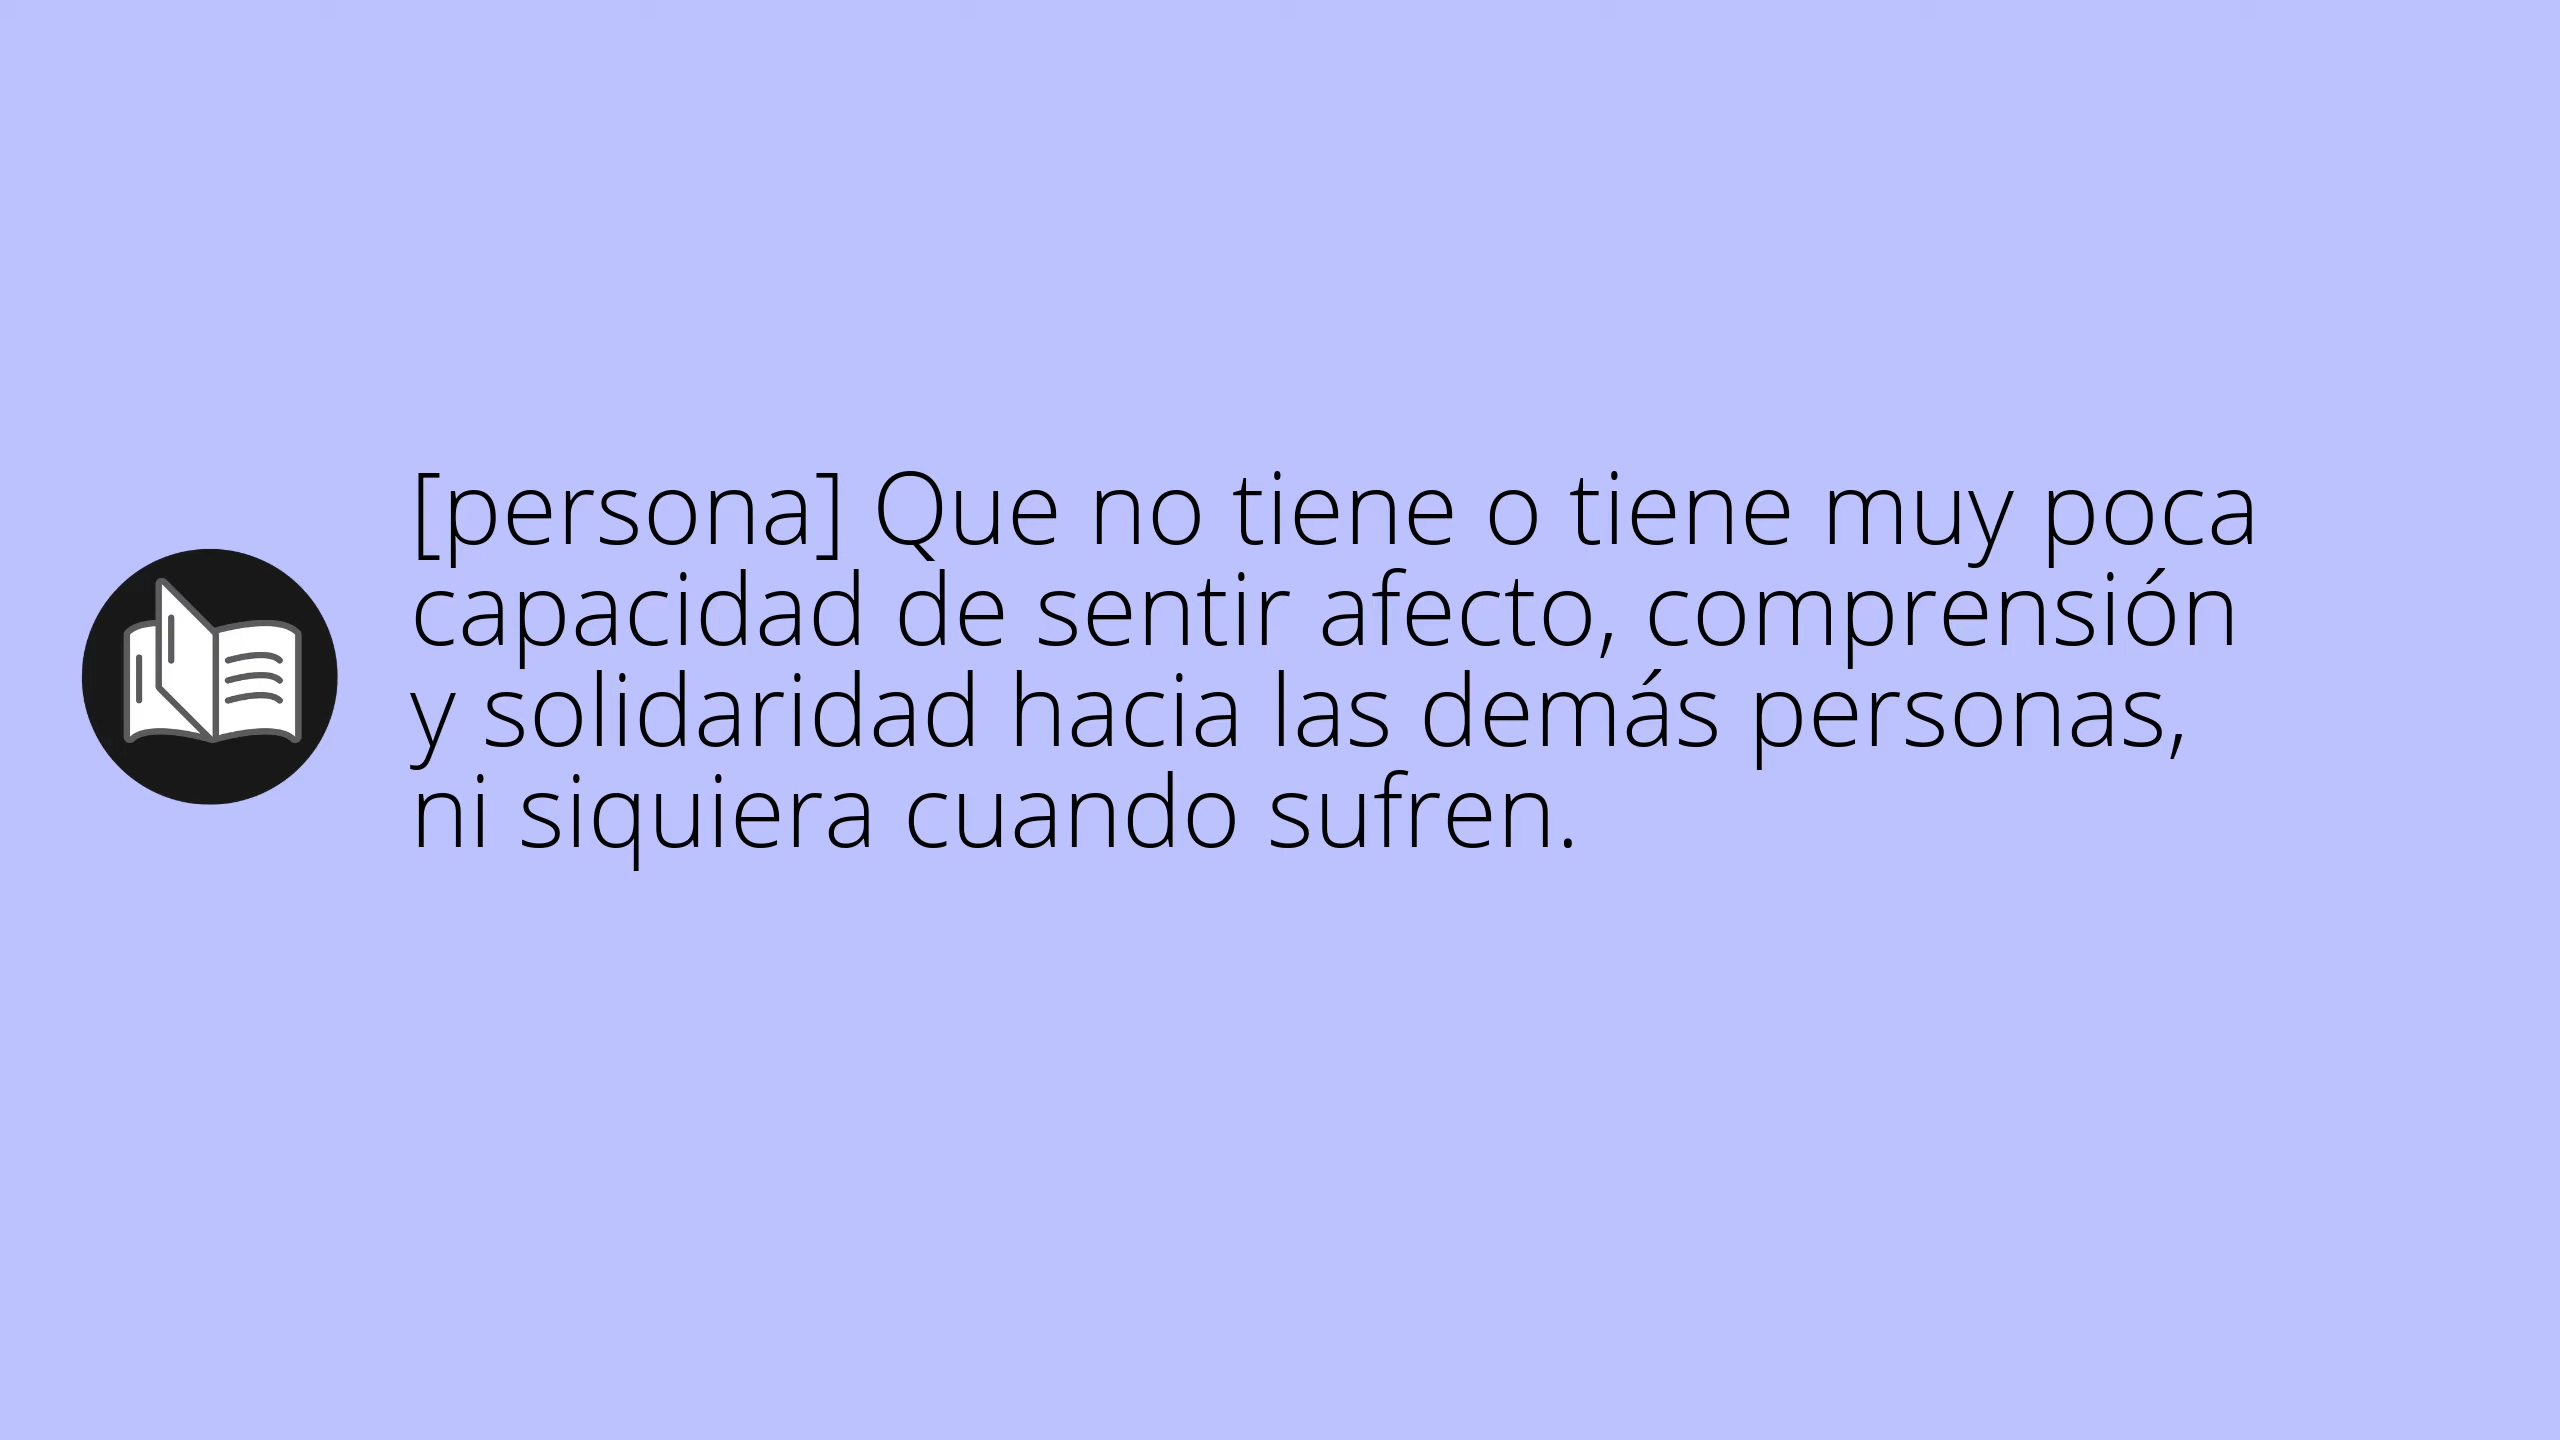 [persona] Que no tiene o tiene muy poca
capacidad de sentir afecto, comprensión
y solidaridad hacia las demás personas,
ni siquiera cuando sufren.